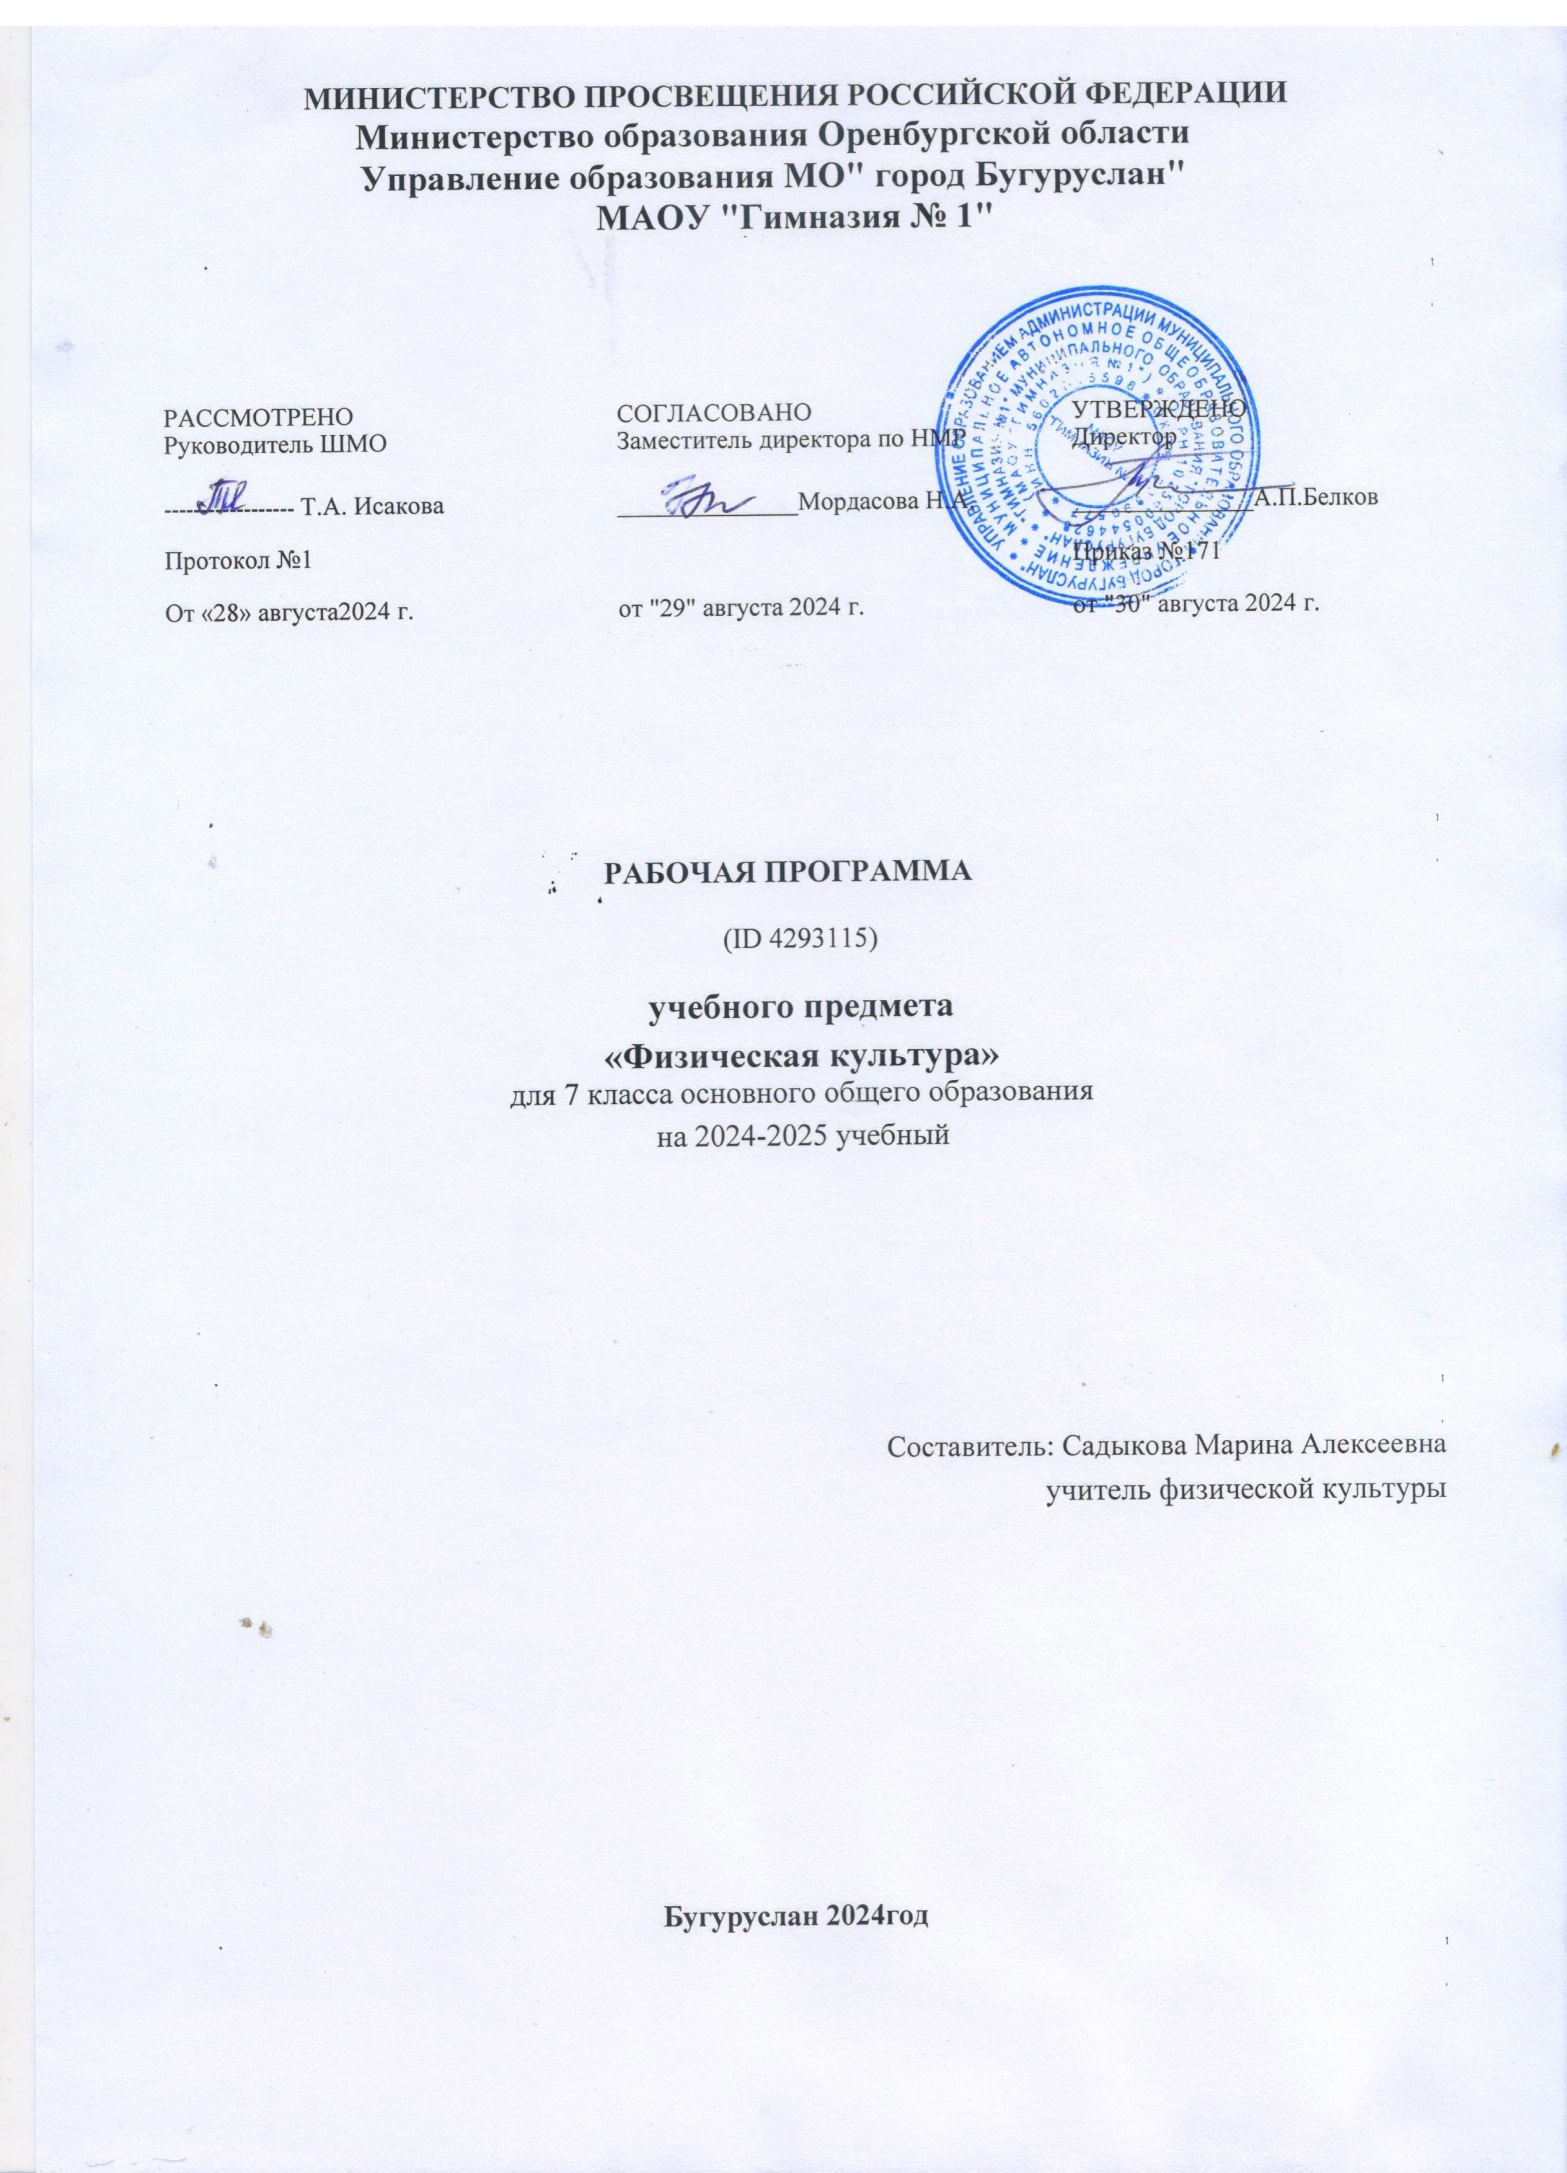 МИНИСТЕРСТВО ПРОСВЕЩЕНИЯ РОССИЙСКОЙ ФЕДЕРАЦИИ
Министерство образования Оренбургской области
Управление образования МО" город Бугуруслан"
МАОУ "Гимназия № 1"
РАССМОТРЕНО
Руководитель ШМО
----------------- Т.А. Исакова
Протокол №1
От «28» августа2024 г.
СОГЛАСОВАНО
Заместитель директора по НМР
______________Мордасова Н.А.
от "29" августа 2024 г.
УТВЕРЖДЕНО
Директор
______________А.П.Белков
Приказ №171
от "30" августа 2024 г.
РАБОЧАЯ ПРОГРАММА
(ID 4293115)
учебного предмета
«Физическая культура»
для 7 класса основного общего образования
на 2024-2025 учебный
Составитель: Садыкова Марина Алексеевна
учитель физической культуры
Бугуруслан 2024год